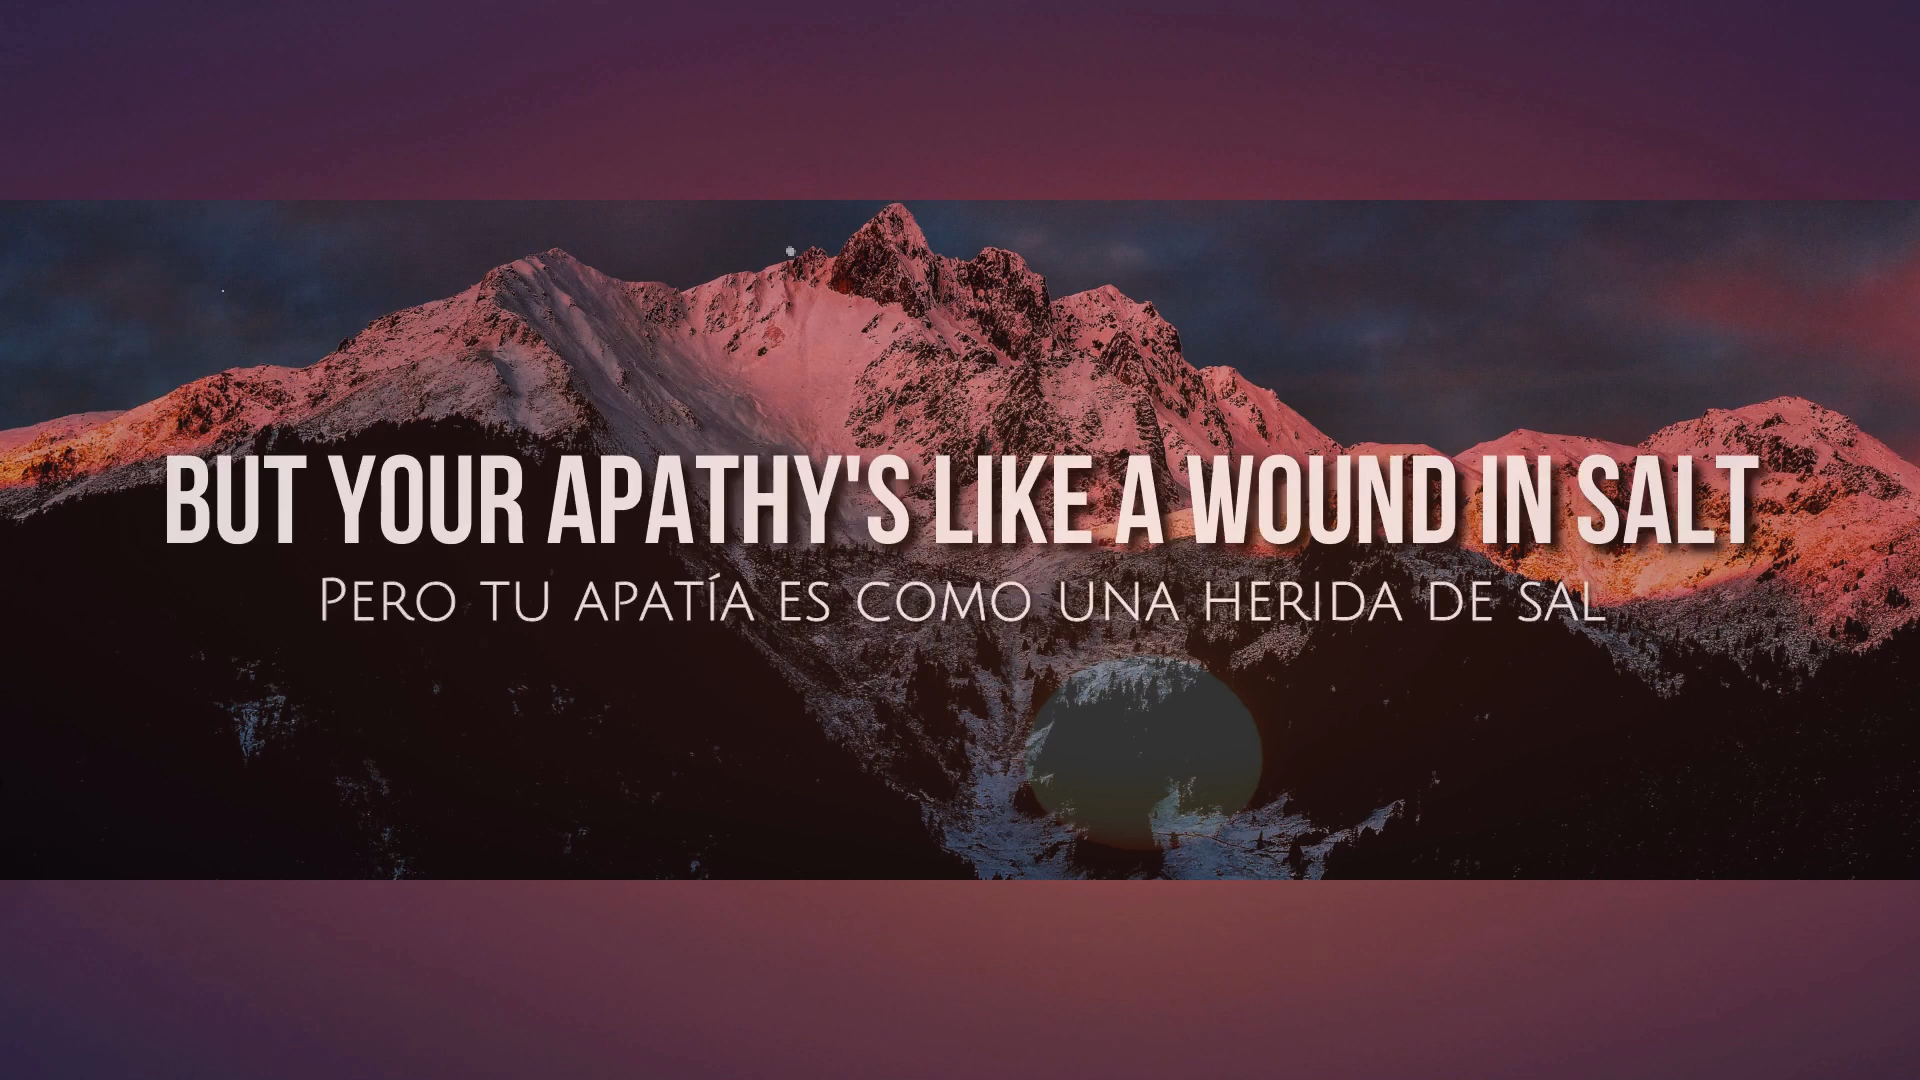 BUT YOUR APATHY'S LIKE A WOUND IN SALT
Pero tu apatía es como una herida de sal